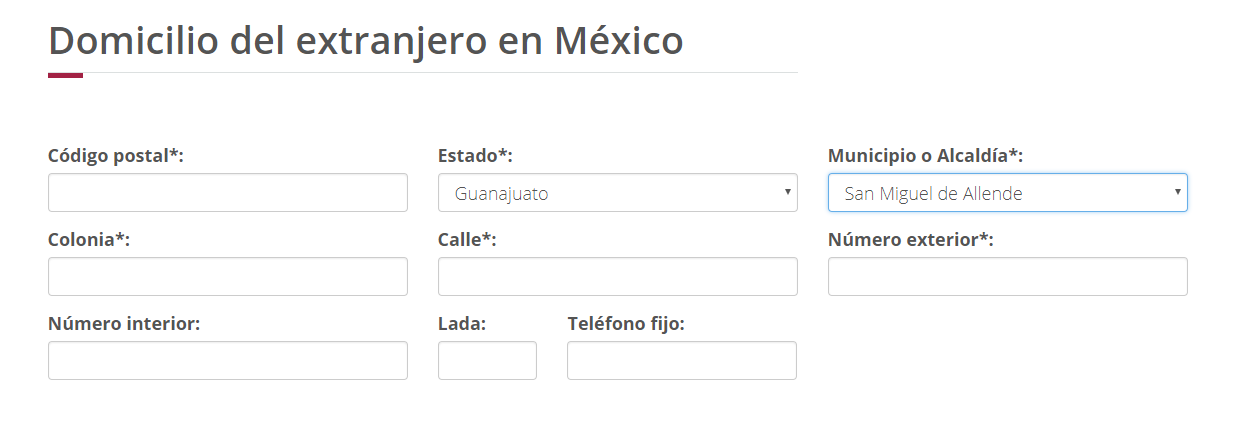 Domicilio del extranjero en México
Código postal*: Estado*: Municipio o Alcaldía*:
Guanajuato San Miguel de Allende
Colonia*: Calle*: Número exterior*:
Número interior: Lada: Teléfono fijo: